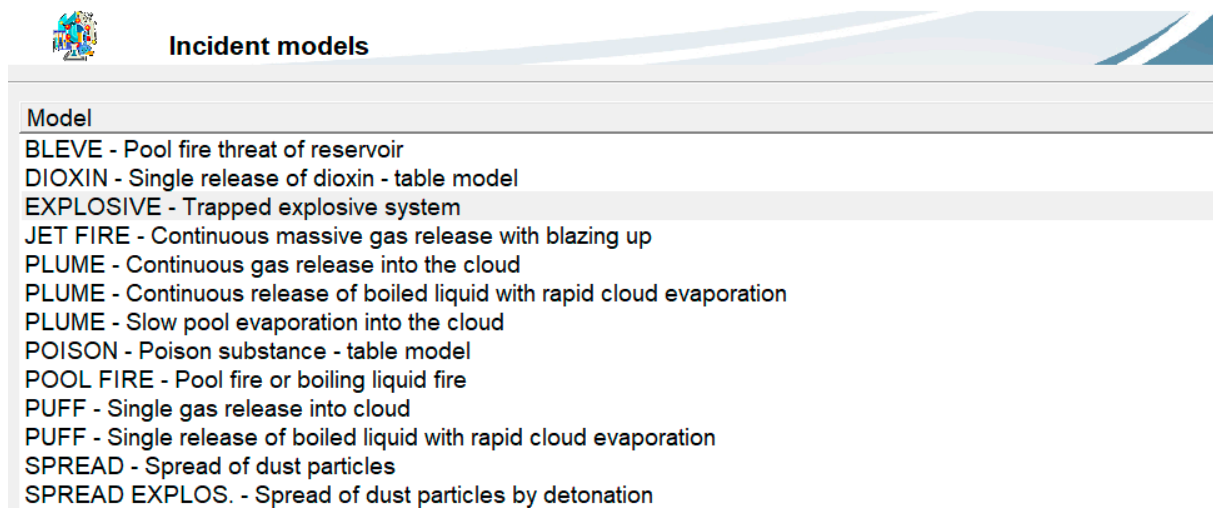 Incident models
Model
BLEVE - Pool fire threat of reservoir
DIOXIN - Single release of dioxin - table model
EXPLOSIVE - Trapped explosive system
JET FIRE - Continuous massive gas release with blazing up
PLUME - Continuous gas release into the cloud
PLUME - Continuous release of boiled liquid with rapid cloud evaporation
PLUME - Slow pool evaporation into the cloud
POISON - Poison substance - table model
POOL FIRE - Pool fire or boiling liquid fire
PUFF - Single gas release into cloud
PUFF - Single release of boiled liquid with rapid cloud evaporation
SPREAD - Spread of dust particles
SPREAD EXPLOS. - Spread of dust particles by detonation